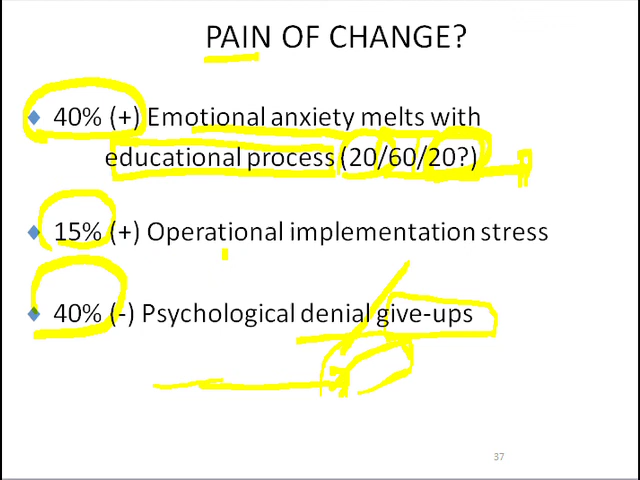 PAIN OF CHANGE?
40% (+) Emotional anxiety melts with
educational process (20/60/20?)
15% (+) Operational implementation stress
40% (-) Psychological denial give-ups
37